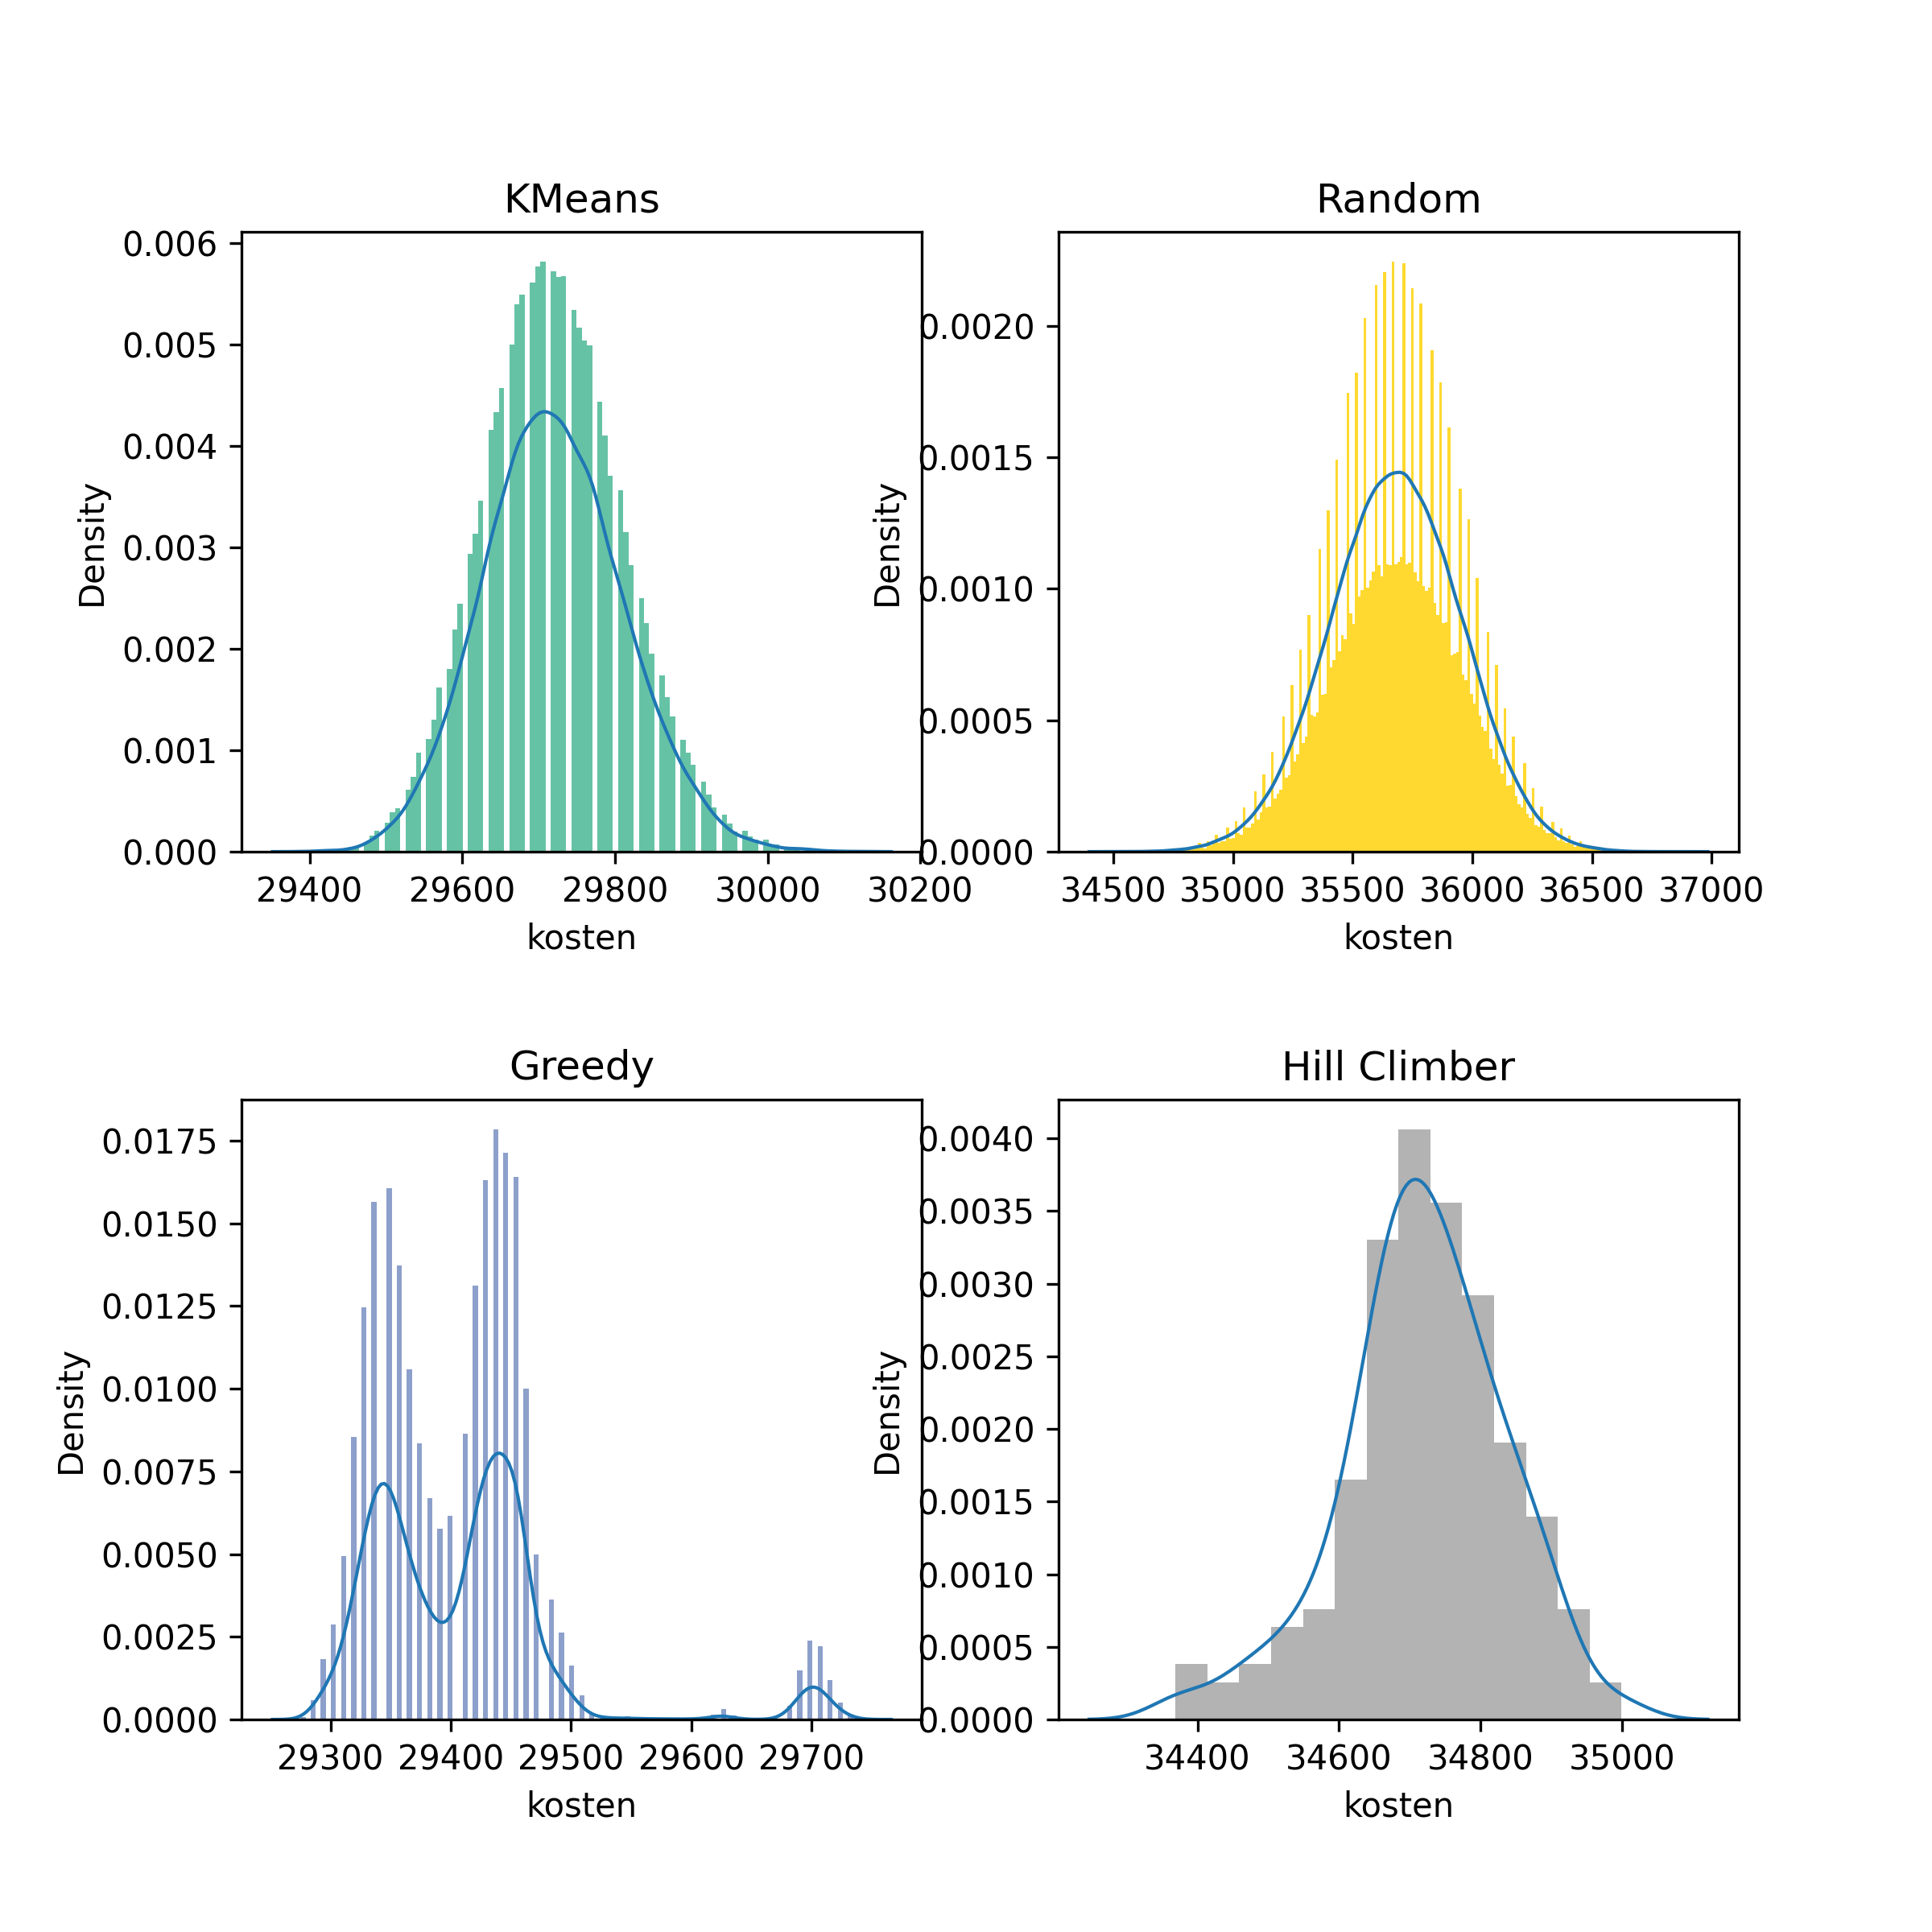 KMeans
0.006
0.005
0.004
0.003
0.002
0.001
0.000
Density
29400 29600 29800 30000 30200
kosten
Random
0.0020
0.0015
0.0010
0.0005
0.0000
Density
34500 35000 35500 36000 36500 37000
kosten
Greedy
0.0175
0.0150
0.0125
0.0100
0.0075
0.0050
0.0025
0.0000
Density
29300 29400 29500 29600 29700
kosten
Hill Climber
0.0040
0.0035
0.0030
0.0025
0.0020
0.0015
0.0010
0.0005
0.0000
Density
34400 34600 34800 35000
kosten